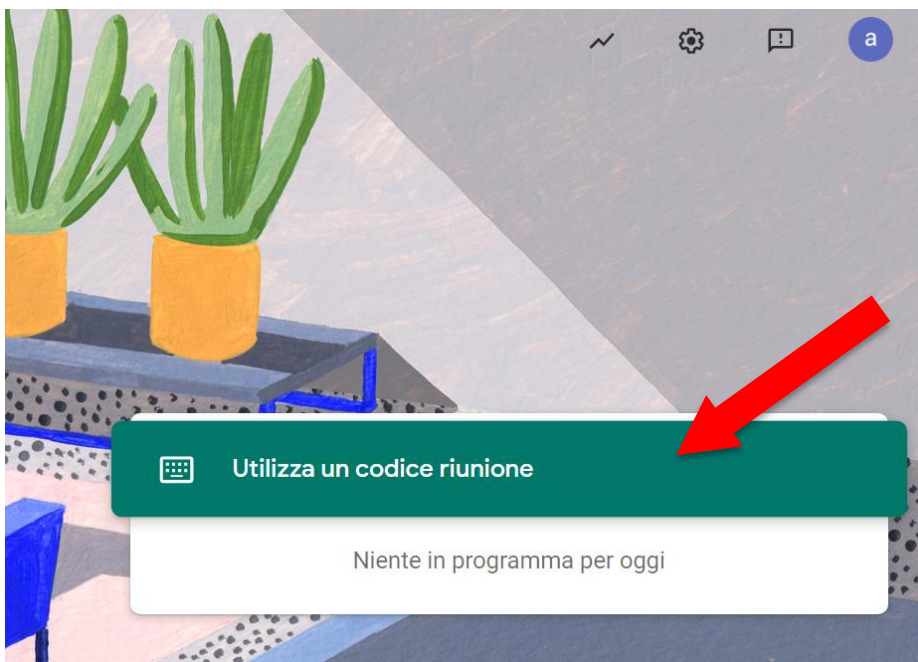 a
Utilizza un codice riunione
Niente in programma per oggi